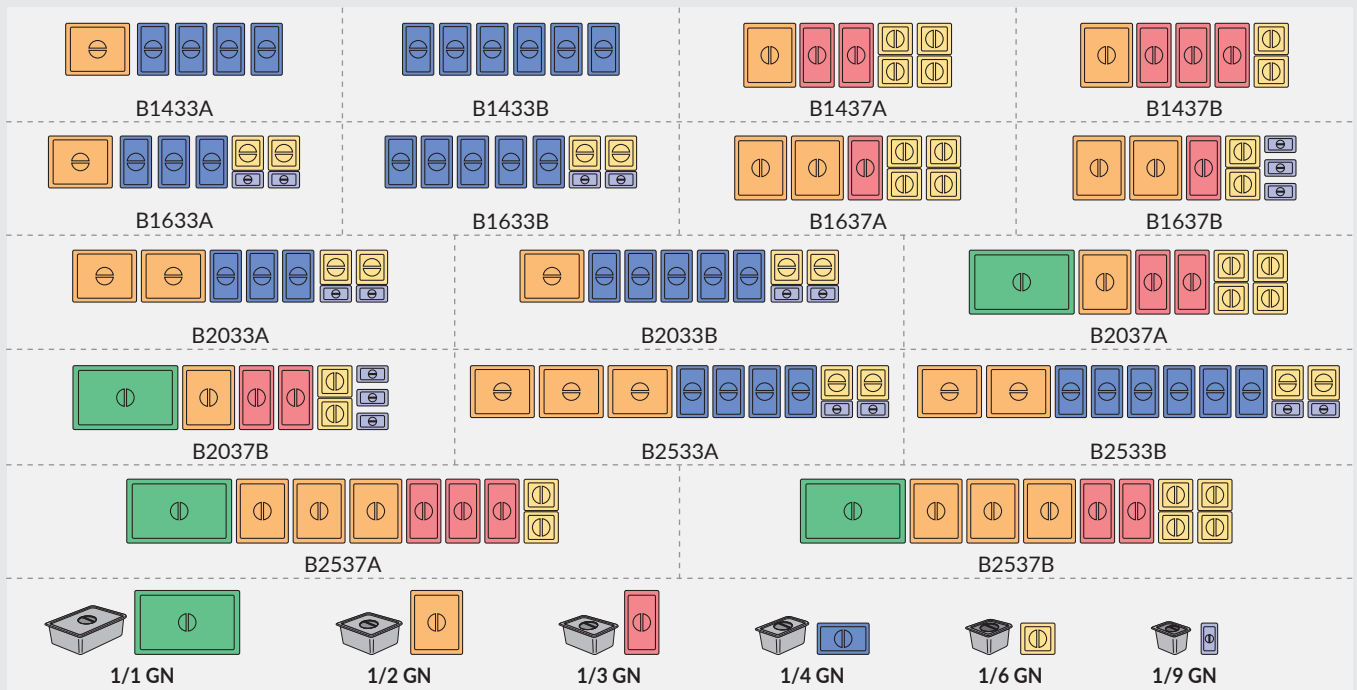 B1433A
B1433B
B1437A
B1437B
B1633A
B1633B
B1637A
B1637B
B2033A
B2033B
B2037A
B2037B
B2533A
B2533B
B2537A
B2537B
1/1 GN
1/2 GN
1/3 GN
1/4 GN
1/6 GN
1/9 GN